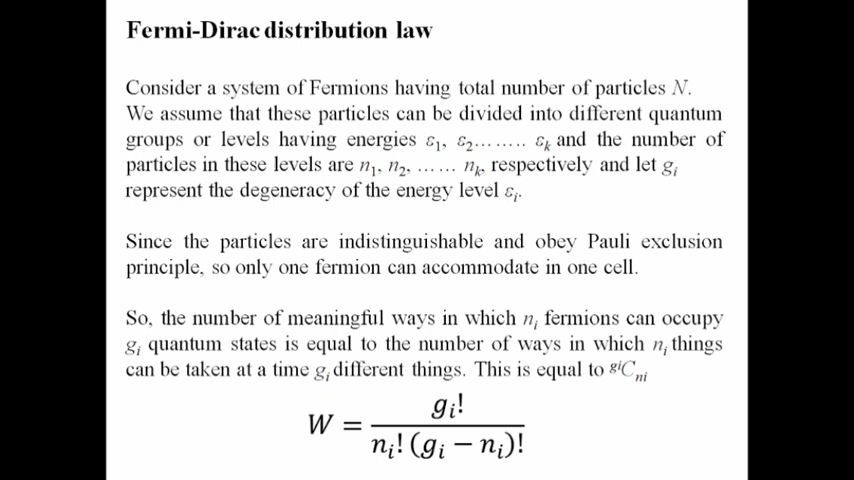 Fermi-Dirac distribution law
Consider a system of Fermions having total number of particles N.
We assume that these particles can be divided into different quantum
groups or levels having energies ε₁, ε₂........ εₖ and the number of
particles in these levels are n₁, n₂, ...... nₖ, respectively and let gᵢ
represent the degeneracy of the energy level εᵢ.
Since the particles are indistinguishable and obey Pauli exclusion
principle, so only one fermion can accommodate in one cell.
So, the number of meaningful ways in which nᵢ fermions can occupy
gᵢ quantum states is equal to the number of ways in which nᵢ things
can be taken at a time gᵢ different things. This is equal to ᵍⁱCₙᵢ
W = gᵢ! / nᵢ! (gᵢ − nᵢ)!